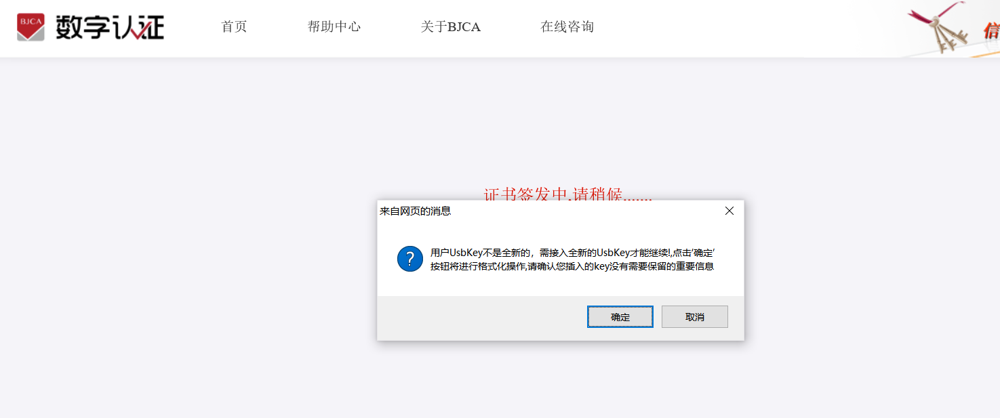 BJCA 数字认证 首页 帮助中心 关于BJCA 在线咨询 信
证书签发中,请稍候.......
来自网页的消息
用户UsbKey不是全新的，需接入全新的UsbKey才能继续!,点击‘确定’
按钮将进行格式化操作,请确认您插入的key没有需要保留的重要信息
确定 取消